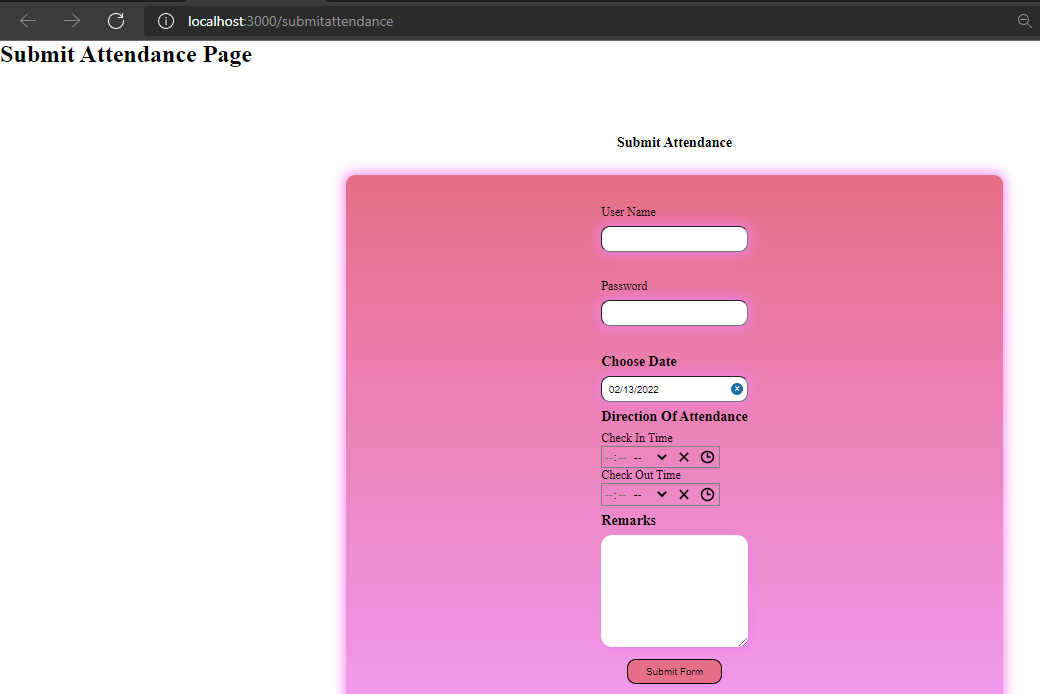 localhost:3000/submitattendance
Submit Attendance Page
Submit Attendance
User Name
Password
Choose Date
02/13/2022
Direction Of Attendance
Check In Time
--:-- --
Check Out Time
--:-- --
Remarks
Submit Form